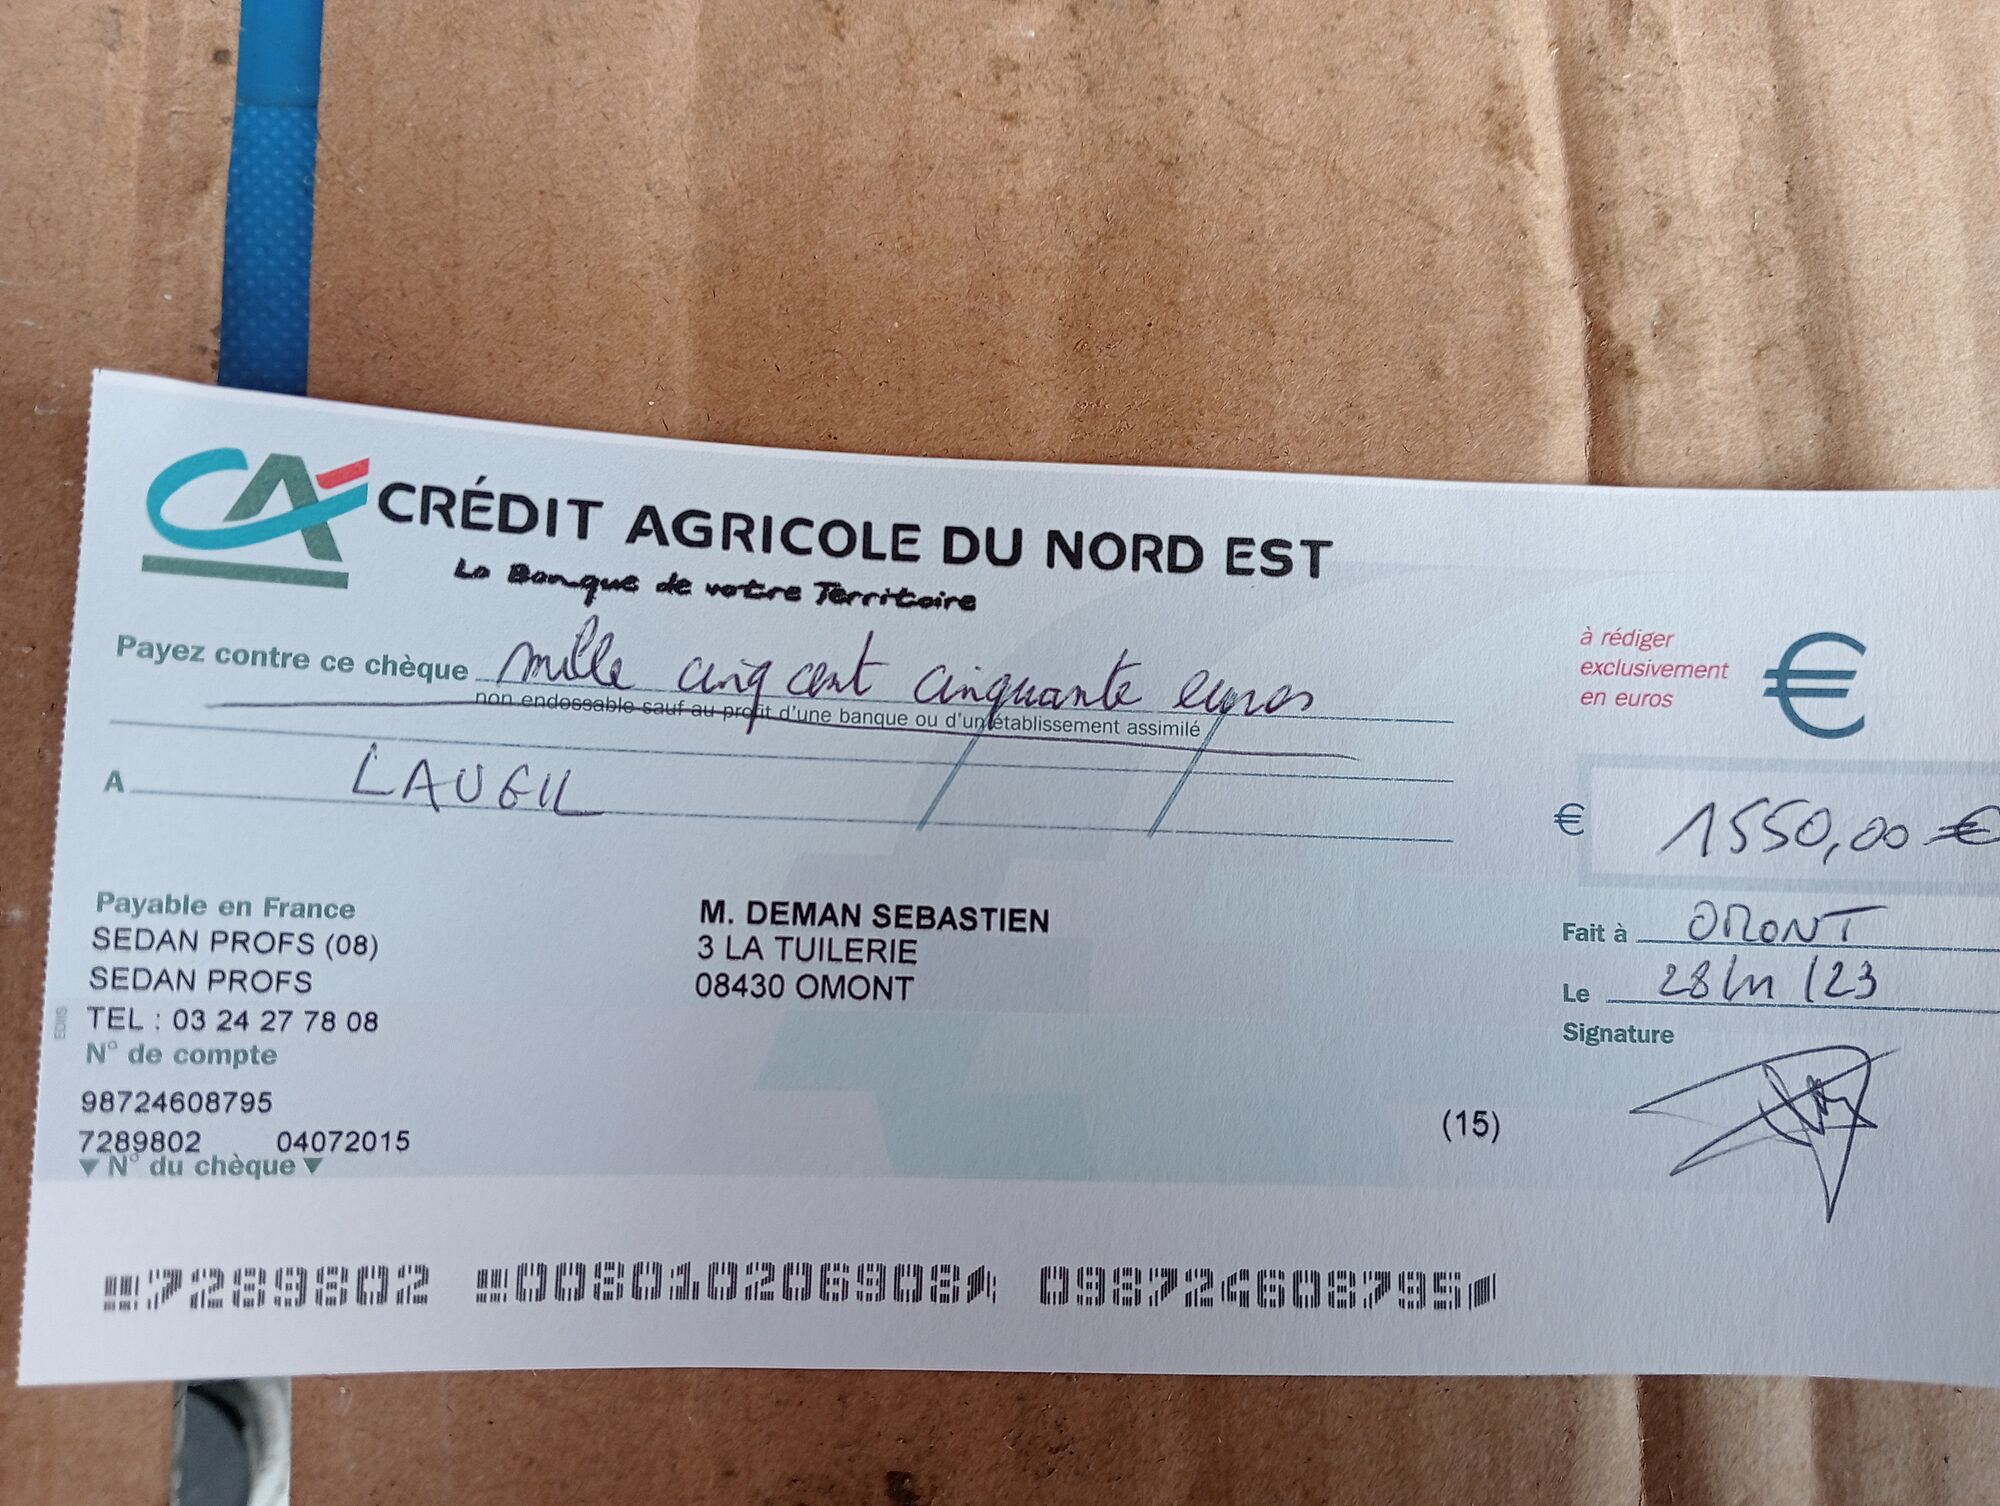 CA CRÉDIT AGRICOLE DU NORD EST
La Banque de votre Territoire
Payez contre ce chèque mille cinq cent cinquante euros
non endossable sauf au profit d'une banque ou d'un établissement assimilé
à rédiger
exclusivement
en euros
€
A LAUGIL
€ 1550,00 €
Payable en France
SEDAN PROFS (08)
SEDAN PROFS
TEL : 03 24 27 78 08
N° de compte
98724608795
7289802 04072015
▼ N° du chèque ▼
EDIIS
M. DEMAN SEBASTIEN
3 LA TUILERIE
08430 OMONT
Fait à OMONT
Le 28/11/23
Signature
(15)
7289802 008010206908 098724608795